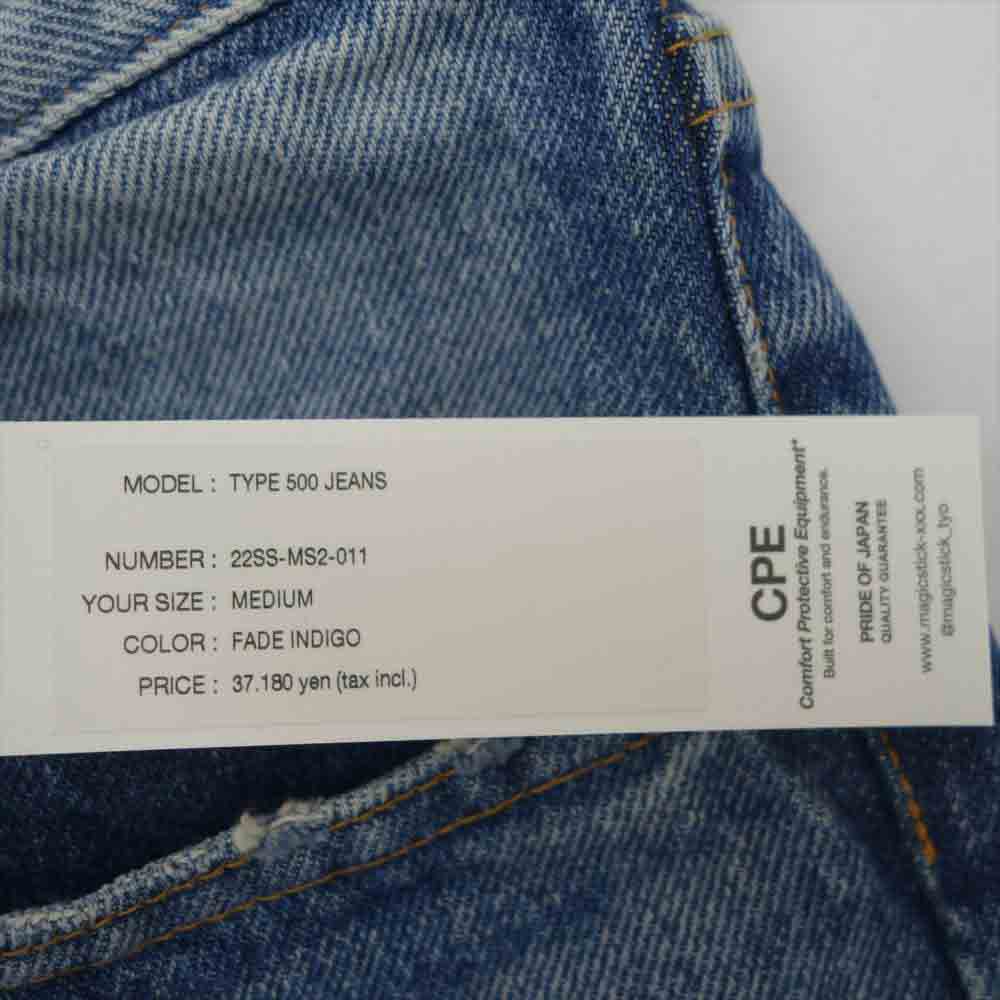 MODEL : TYPE 500 JEANS
NUMBER : 22SS-MS2-011
YOUR SIZE : MEDIUM
COLOR : FADE INDIGO
PRICE : 37.180 yen (tax incl.)
CPE
Comfort Protective Equipment*
Built for comfort and endurance.
PRIDE OF JAPAN
QUALITY GUARANTEE
www.magicstick-xxx.com
@magicstick_tyo